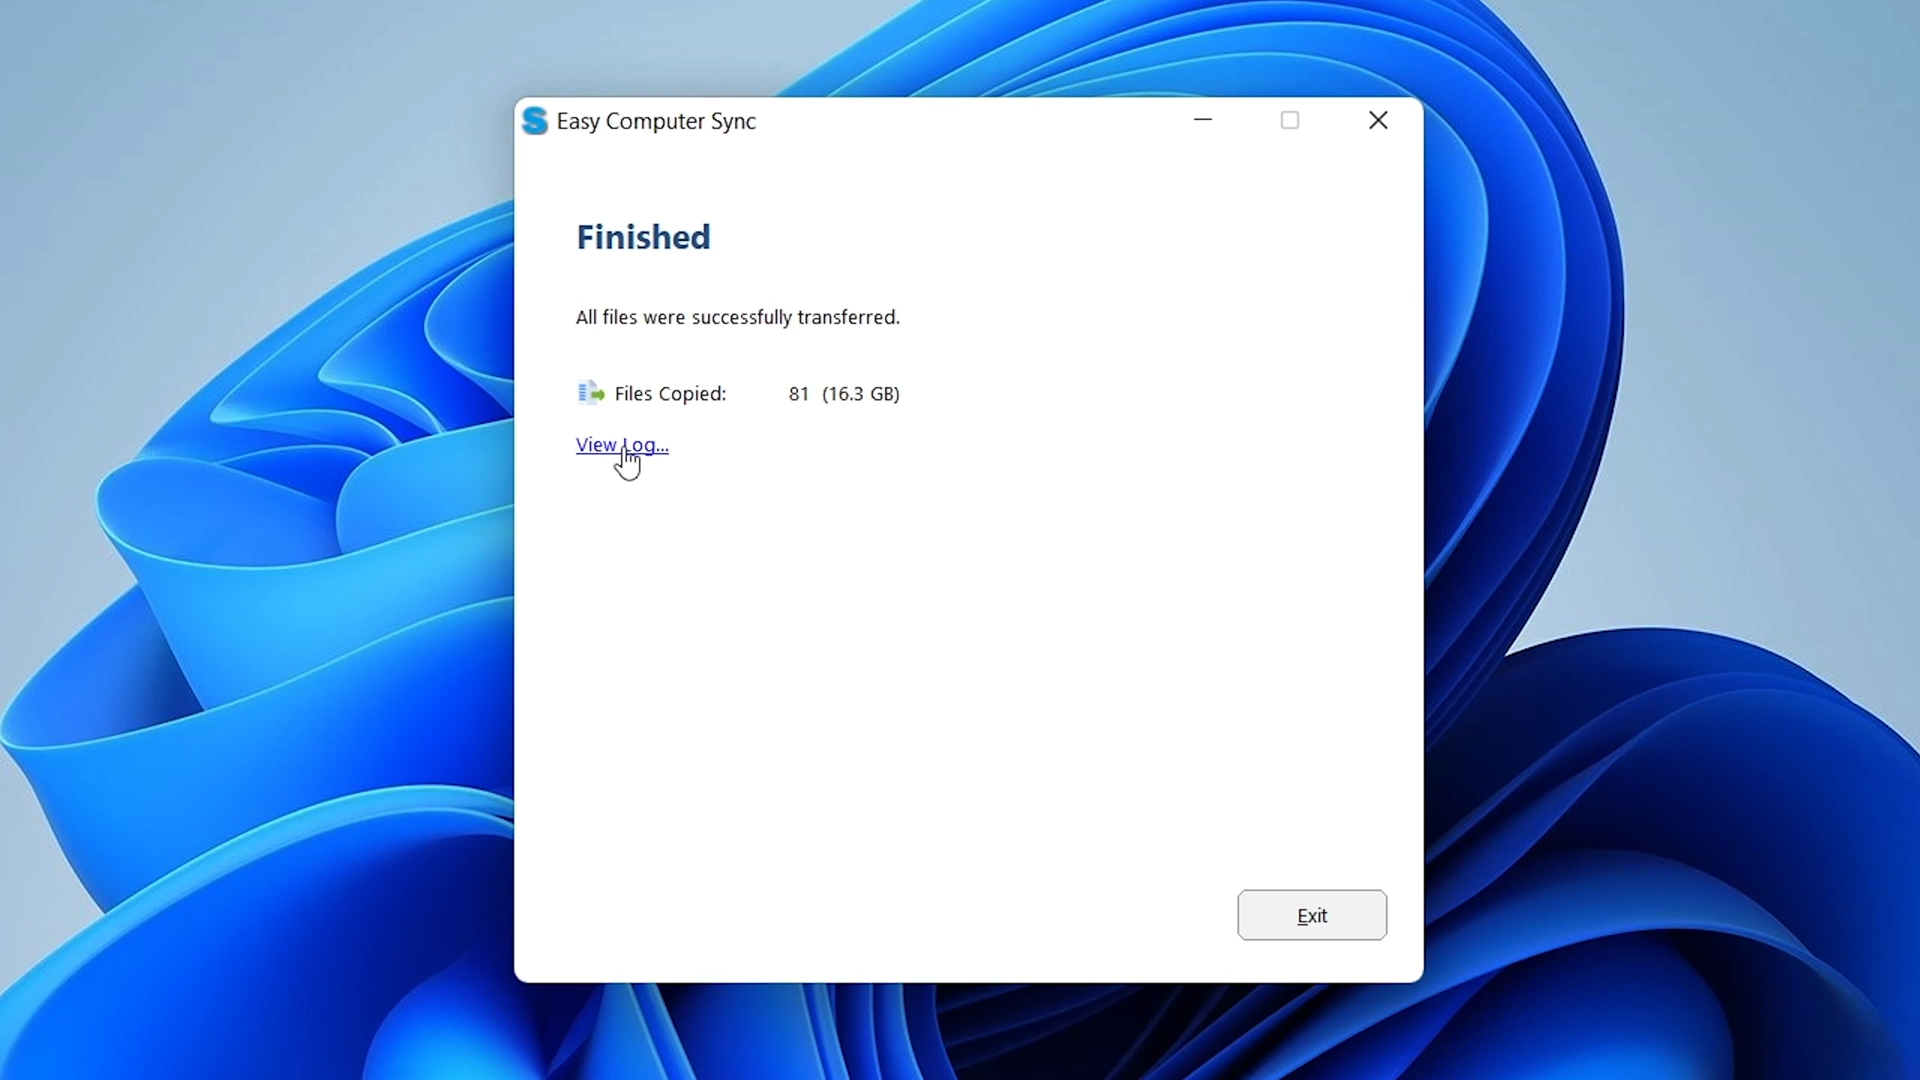 Easy Computer Sync
Finished
All files were successfully transferred.
Files Copied: 81 (16.3 GB)
View Log...
Exit